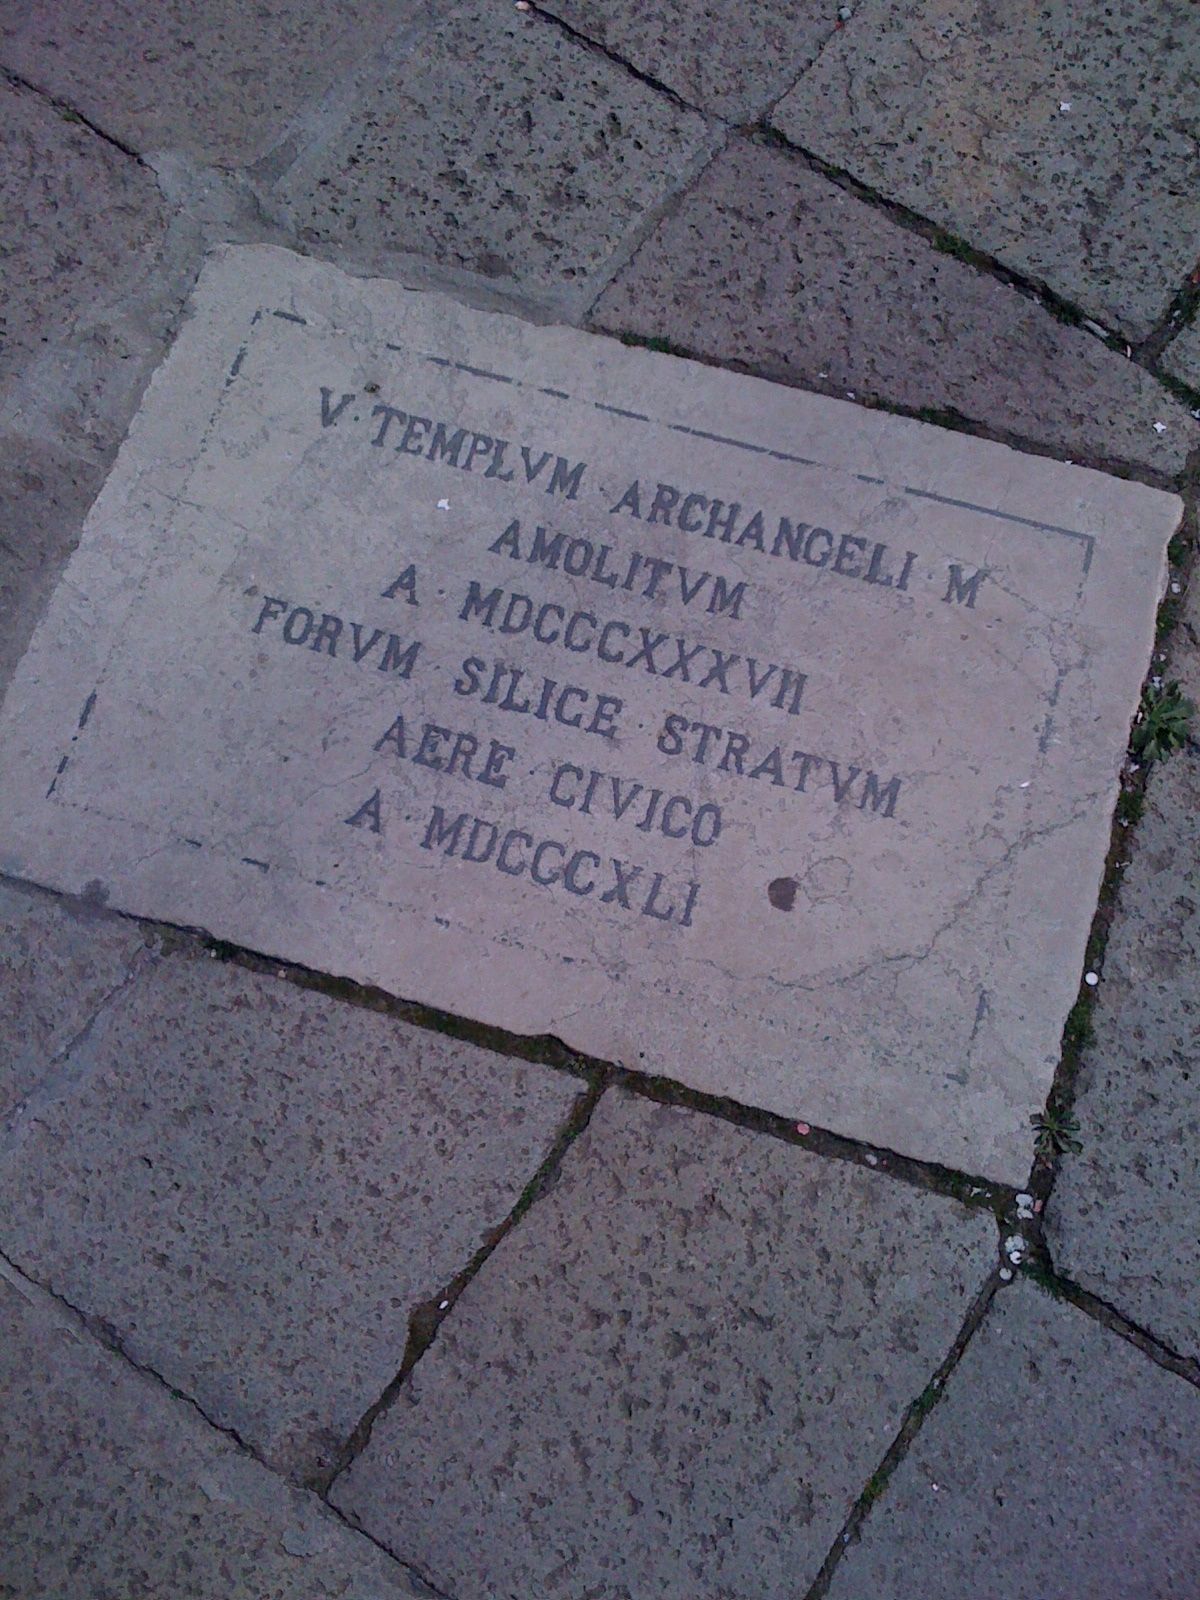 V · TEMPLVM · ARCHANGELI · M
AMOLITVM
A · MDCCCXXXVII
FORVM · SILICE · STRATVM
AERE · CIVICO
A · MDCCCXLI